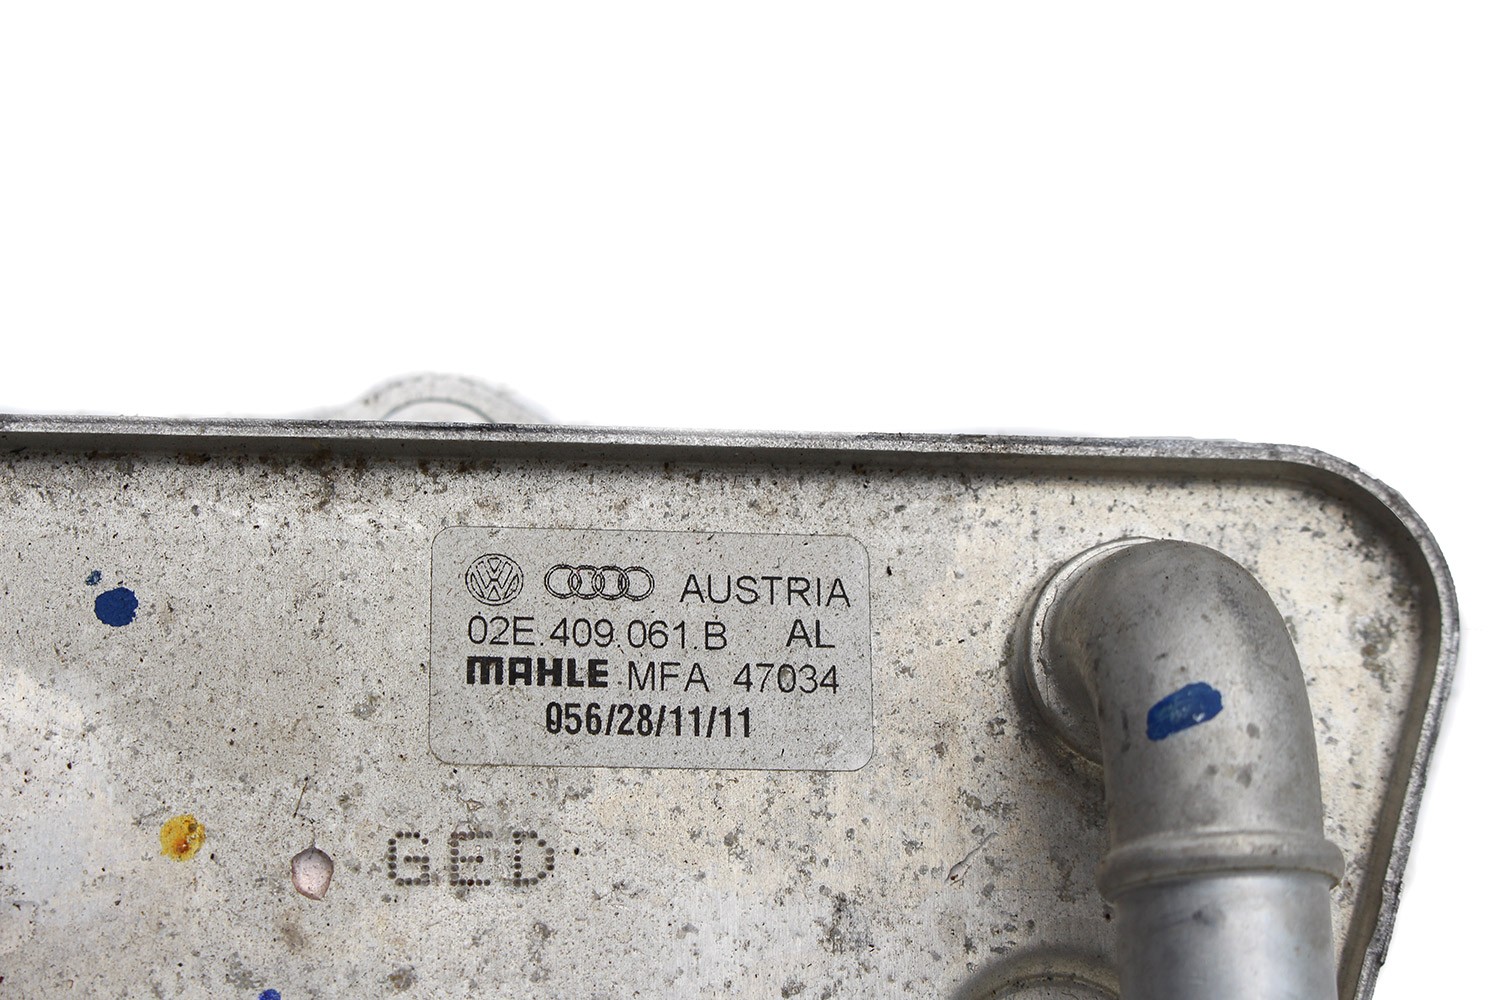 AUSTRIA
02E.409.061.B AL
MAHLE MFA 47034
056/28/11/11
GED